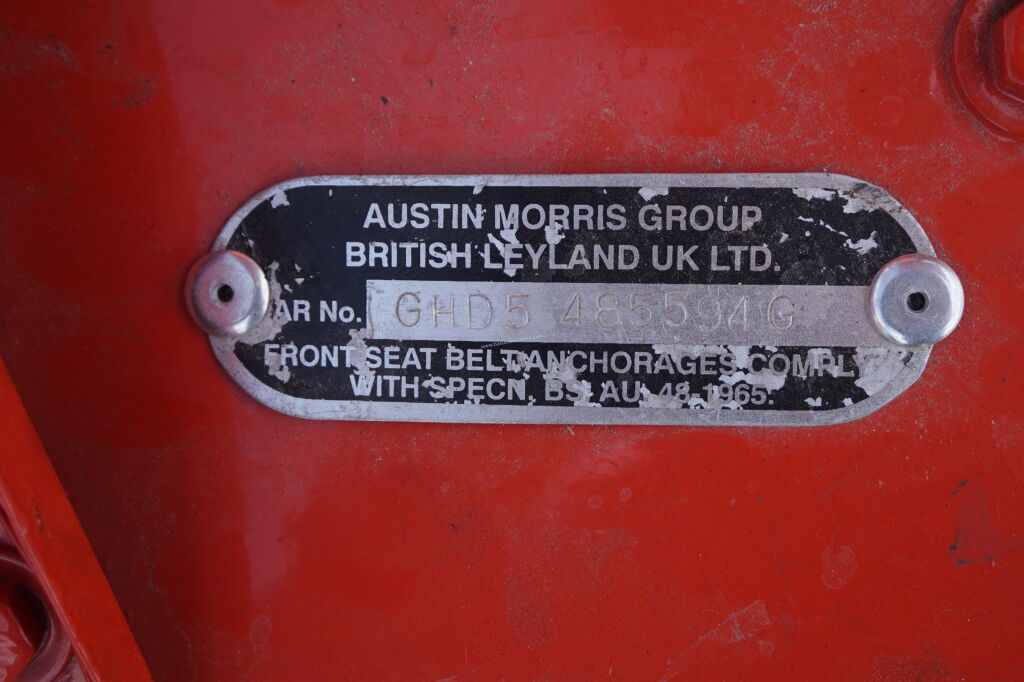 AUSTIN MORRIS GROUP
BRITISH LEYLAND UK LTD.
AR No. GHD5 485594G
FRONT SEAT BELT ANCHORAGES COMPLY
WITH SPECN. BS. AU. 48-1965.